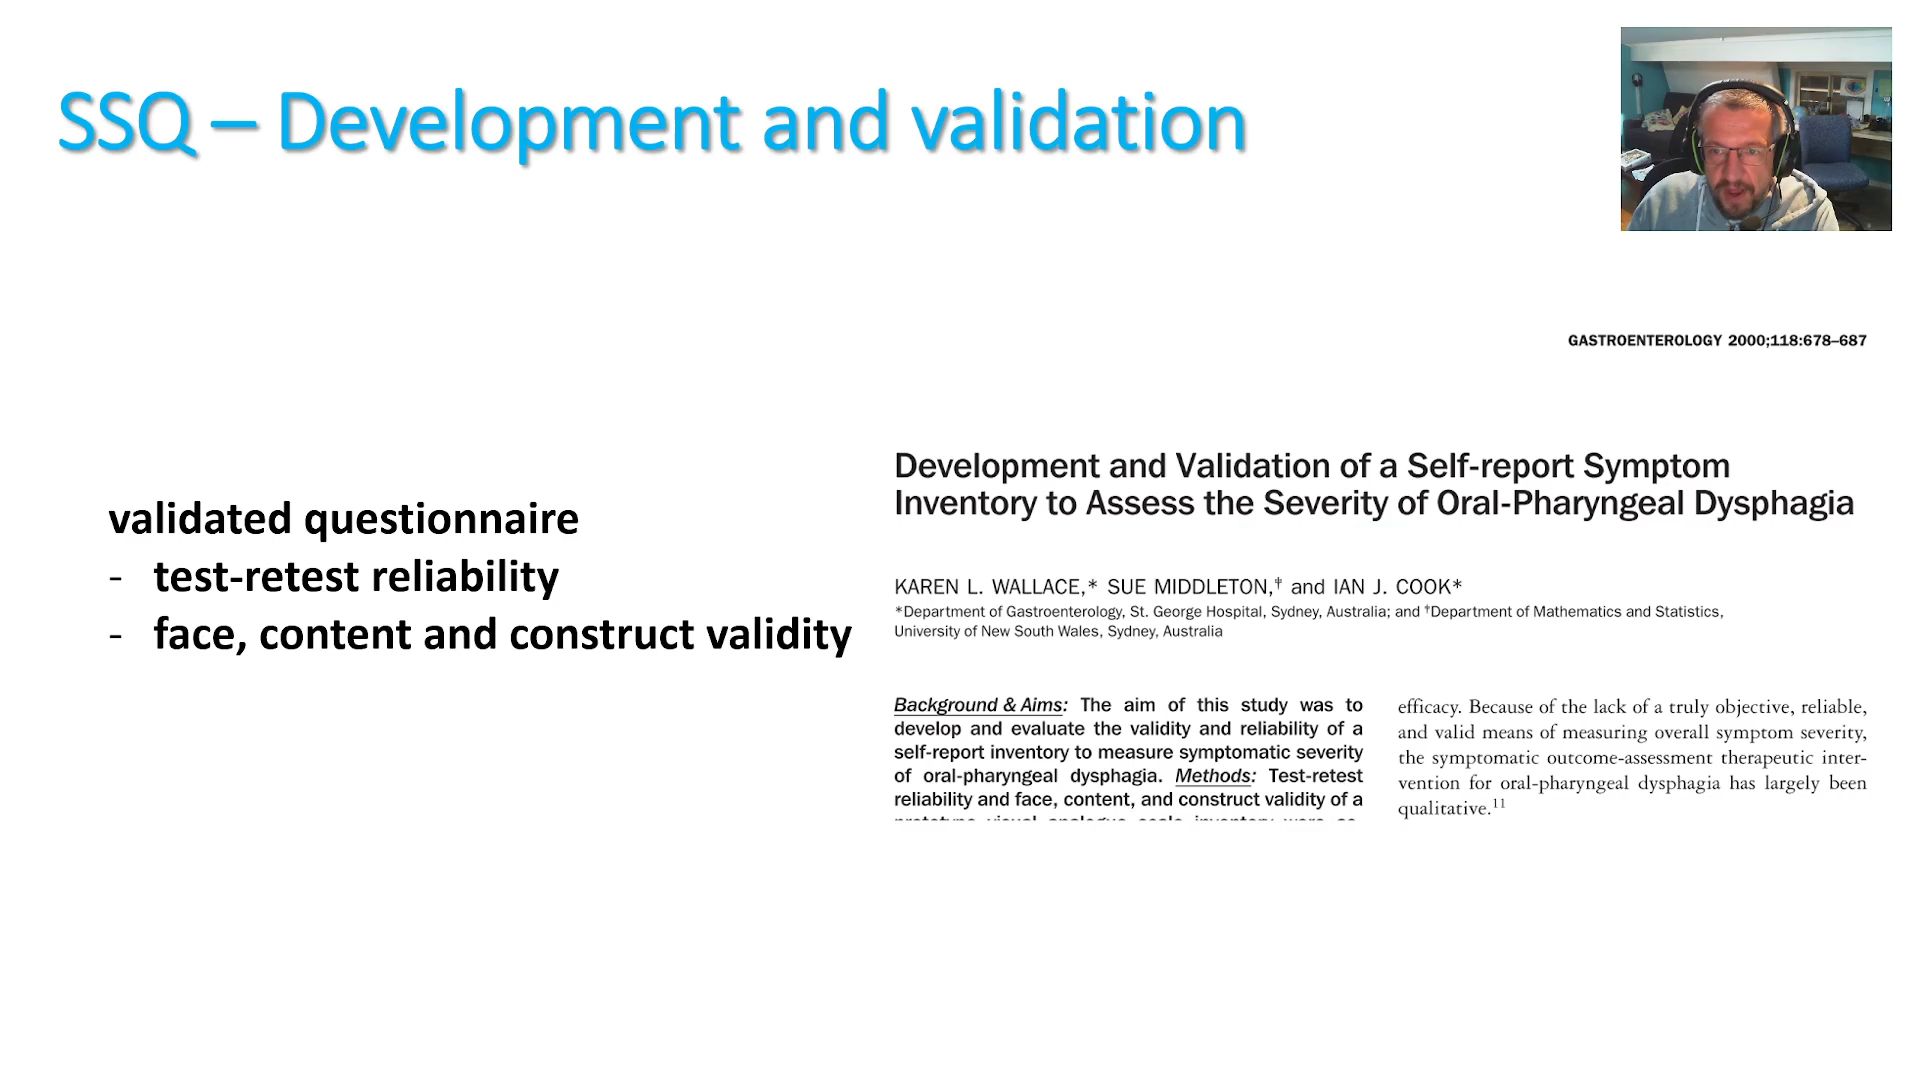 SSQ – Development and validation
GASTROENTEROLOGY 2000;118:678–687
validated questionnaire
- test-retest reliability
- face, content and construct validity
Development and Validation of a Self-report Symptom
Inventory to Assess the Severity of Oral-Pharyngeal Dysphagia
KAREN L. WALLACE,* SUE MIDDLETON,‡ and IAN J. COOK*
*Department of Gastroenterology, St. George Hospital, Sydney, Australia; and ‡Department of Mathematics and Statistics,
University of New South Wales, Sydney, Australia
Background & Aims: The aim of this study was to
develop and evaluate the validity and reliability of a
self-report inventory to measure symptomatic severity
of oral-pharyngeal dysphagia. Methods: Test-retest
reliability and face, content, and construct validity of a
efficacy. Because of the lack of a truly objective, reliable,
and valid means of measuring overall symptom severity,
the symptomatic outcome-assessment therapeutic inter-
vention for oral-pharyngeal dysphagia has largely been
qualitative.11